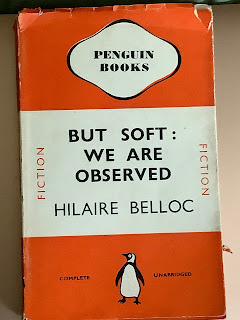 PENGUIN
BOOKS
BUT SOFT:
WE ARE
OBSERVED
FICTION
FICTION
HILAIRE BELLOC
COMPLETE UNABRIDGED